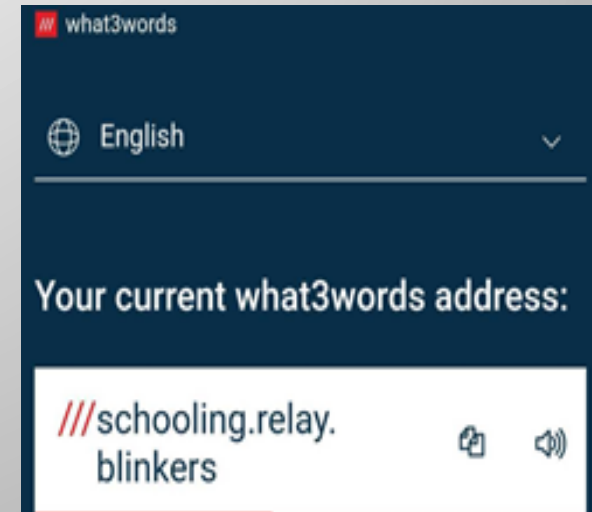 /// what3words
English
Your current what3words address:
///schooling.relay.
blinkers